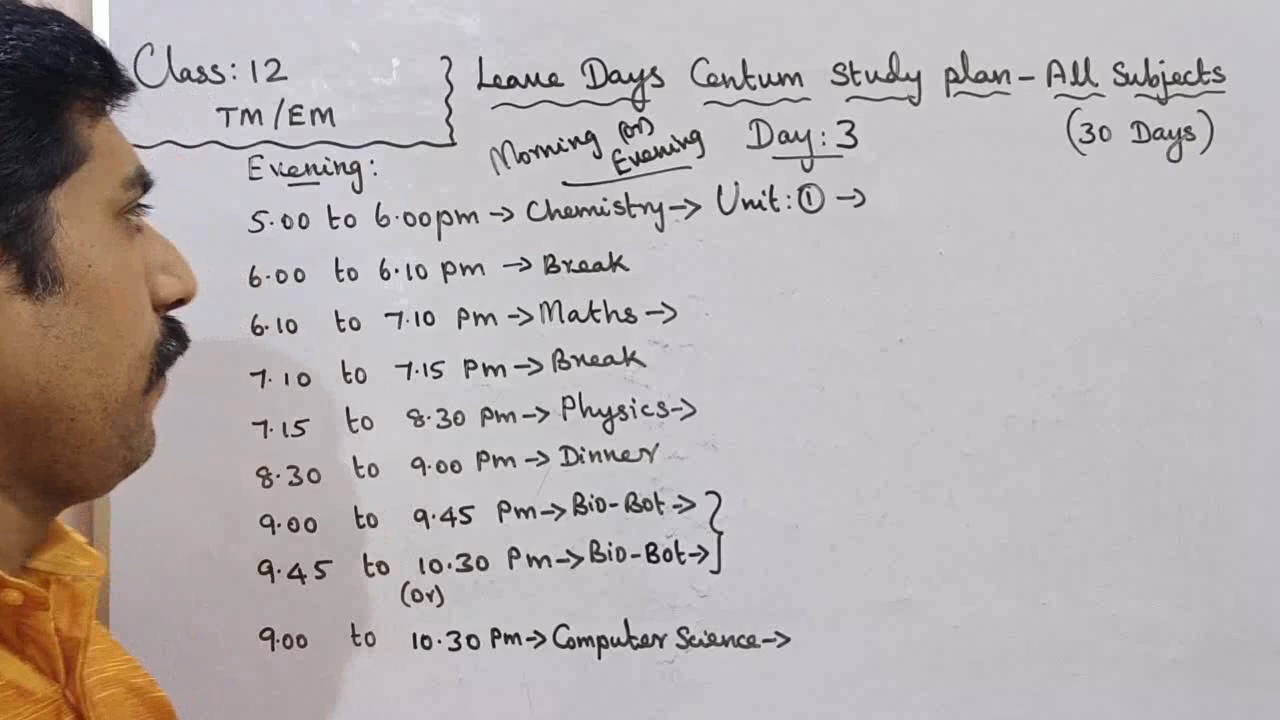 Class: 12
TM/EM
Leave Days Centum Study plan - All Subjects
(30 Days)
Morning (or) Evening
Day: 3
Evening:
5.00 to 6.00pm → Chemistry → Unit: ① →
6.00 to 6.10 pm → Break
6.10 to 7.10 pm → Maths →
7.10 to 7.15 pm → Break
7.15 to 8.30 pm → Physics →
8.30 to 9.00 pm → Dinner
9.00 to 9.45 pm → Bio-Bot →
9.45 to 10.30 pm → Bio-Bot →
(or)
9.00 to 10.30 pm → Computer Science →